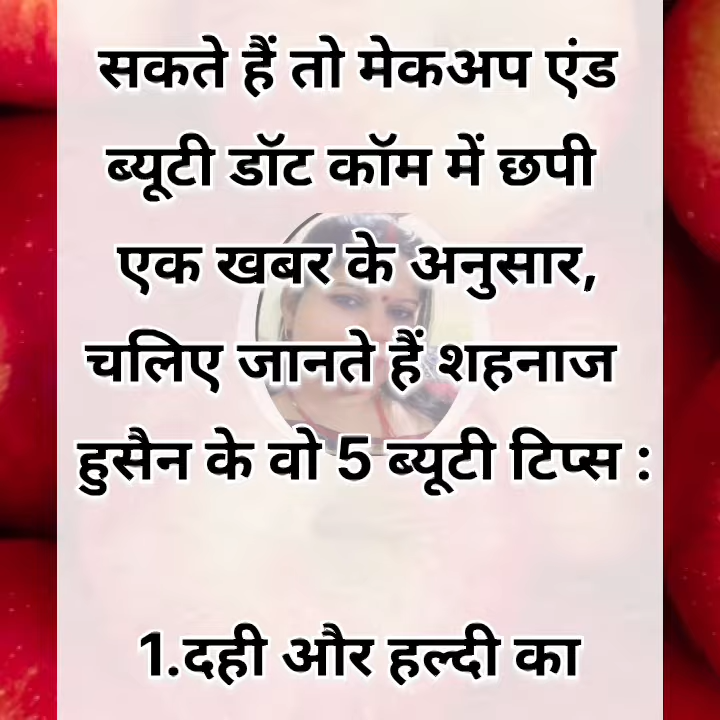 सकते हैं तो मेकअप एंड
ब्यूटी डॉट कॉम में छपी
एक खबर के अनुसार,
चलिए जानते हैं शहनाज
हुसैन के वो 5 ब्यूटी टिप्स :
1.दही और हल्दी का